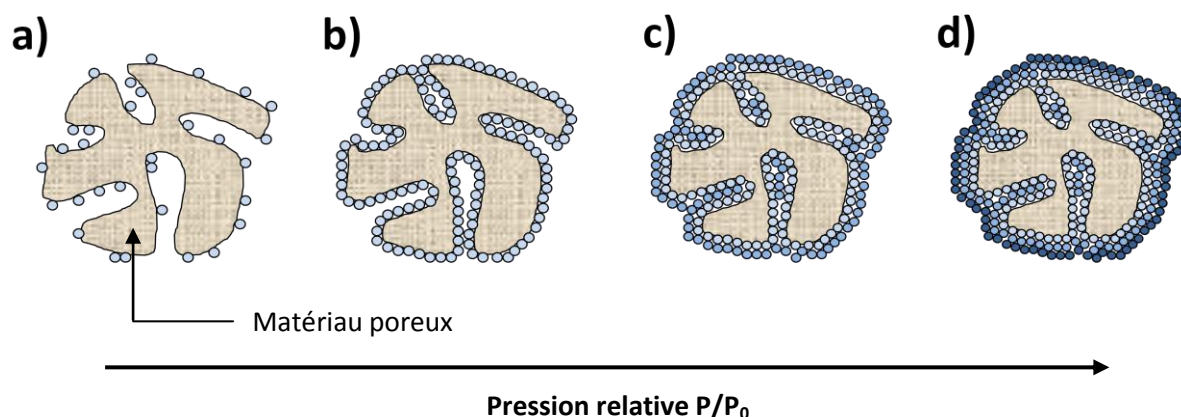 a) b) c) d)
Matériau poreux
Pression relative P/P₀